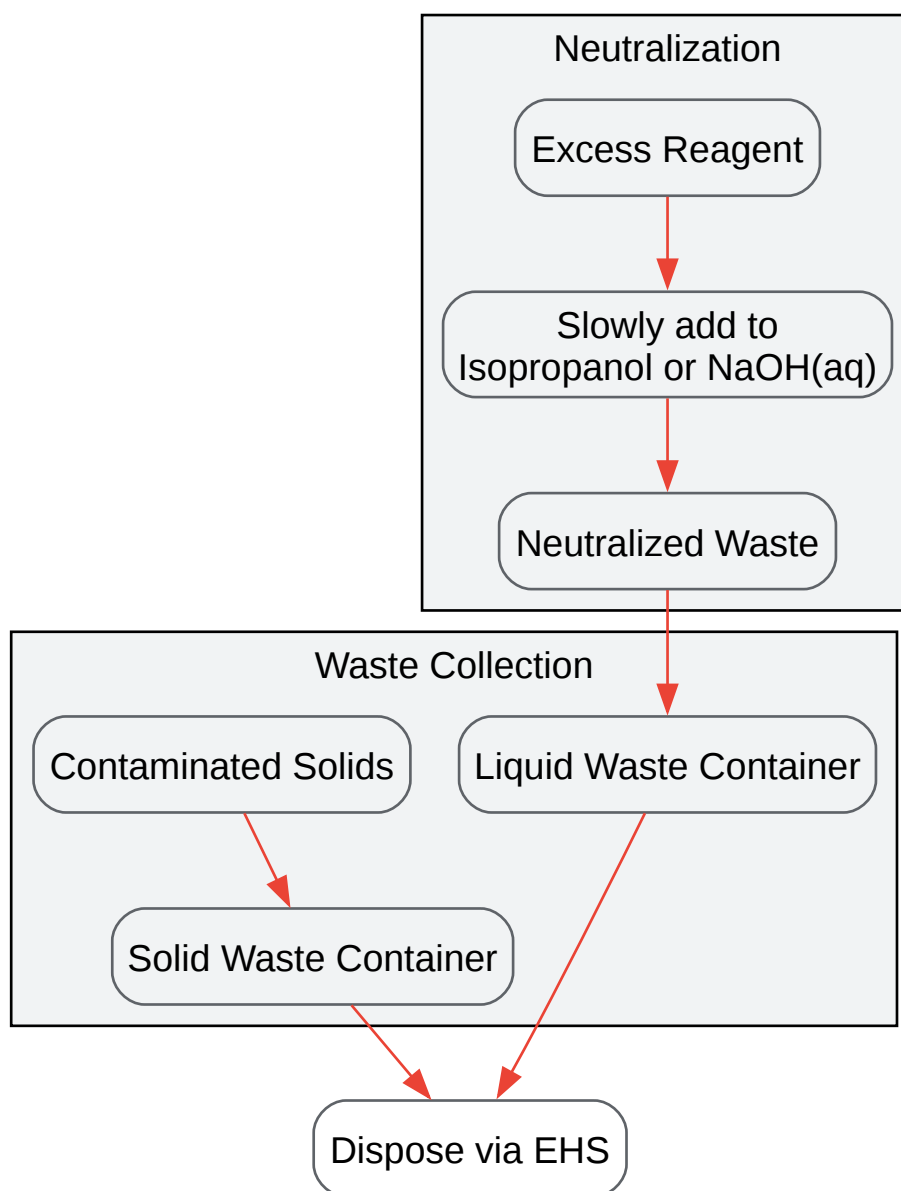 Neutralization
Excess Reagent
Slowly add to
Isopropanol or NaOH(aq)
Neutralized Waste
Waste Collection
Contaminated Solids
Liquid Waste Container
Solid Waste Container
Dispose via EHS